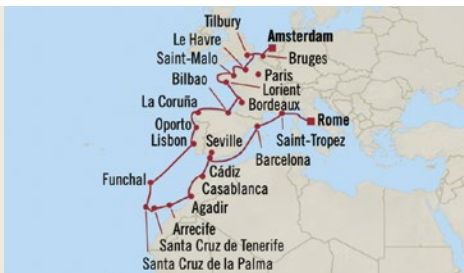 Tilbury
Amsterdam
Le Havre
Saint-Malo
Bruges
Bilbao
Paris
Lorient
La Coruña
Bordeaux
Oporto
Rome
Lisbon
Seville
Saint-Tropez
Barcelona
Cádiz
Funchal
Casablanca
Agadir
Arrecife
Santa Cruz de Tenerife
Santa Cruz de la Palma